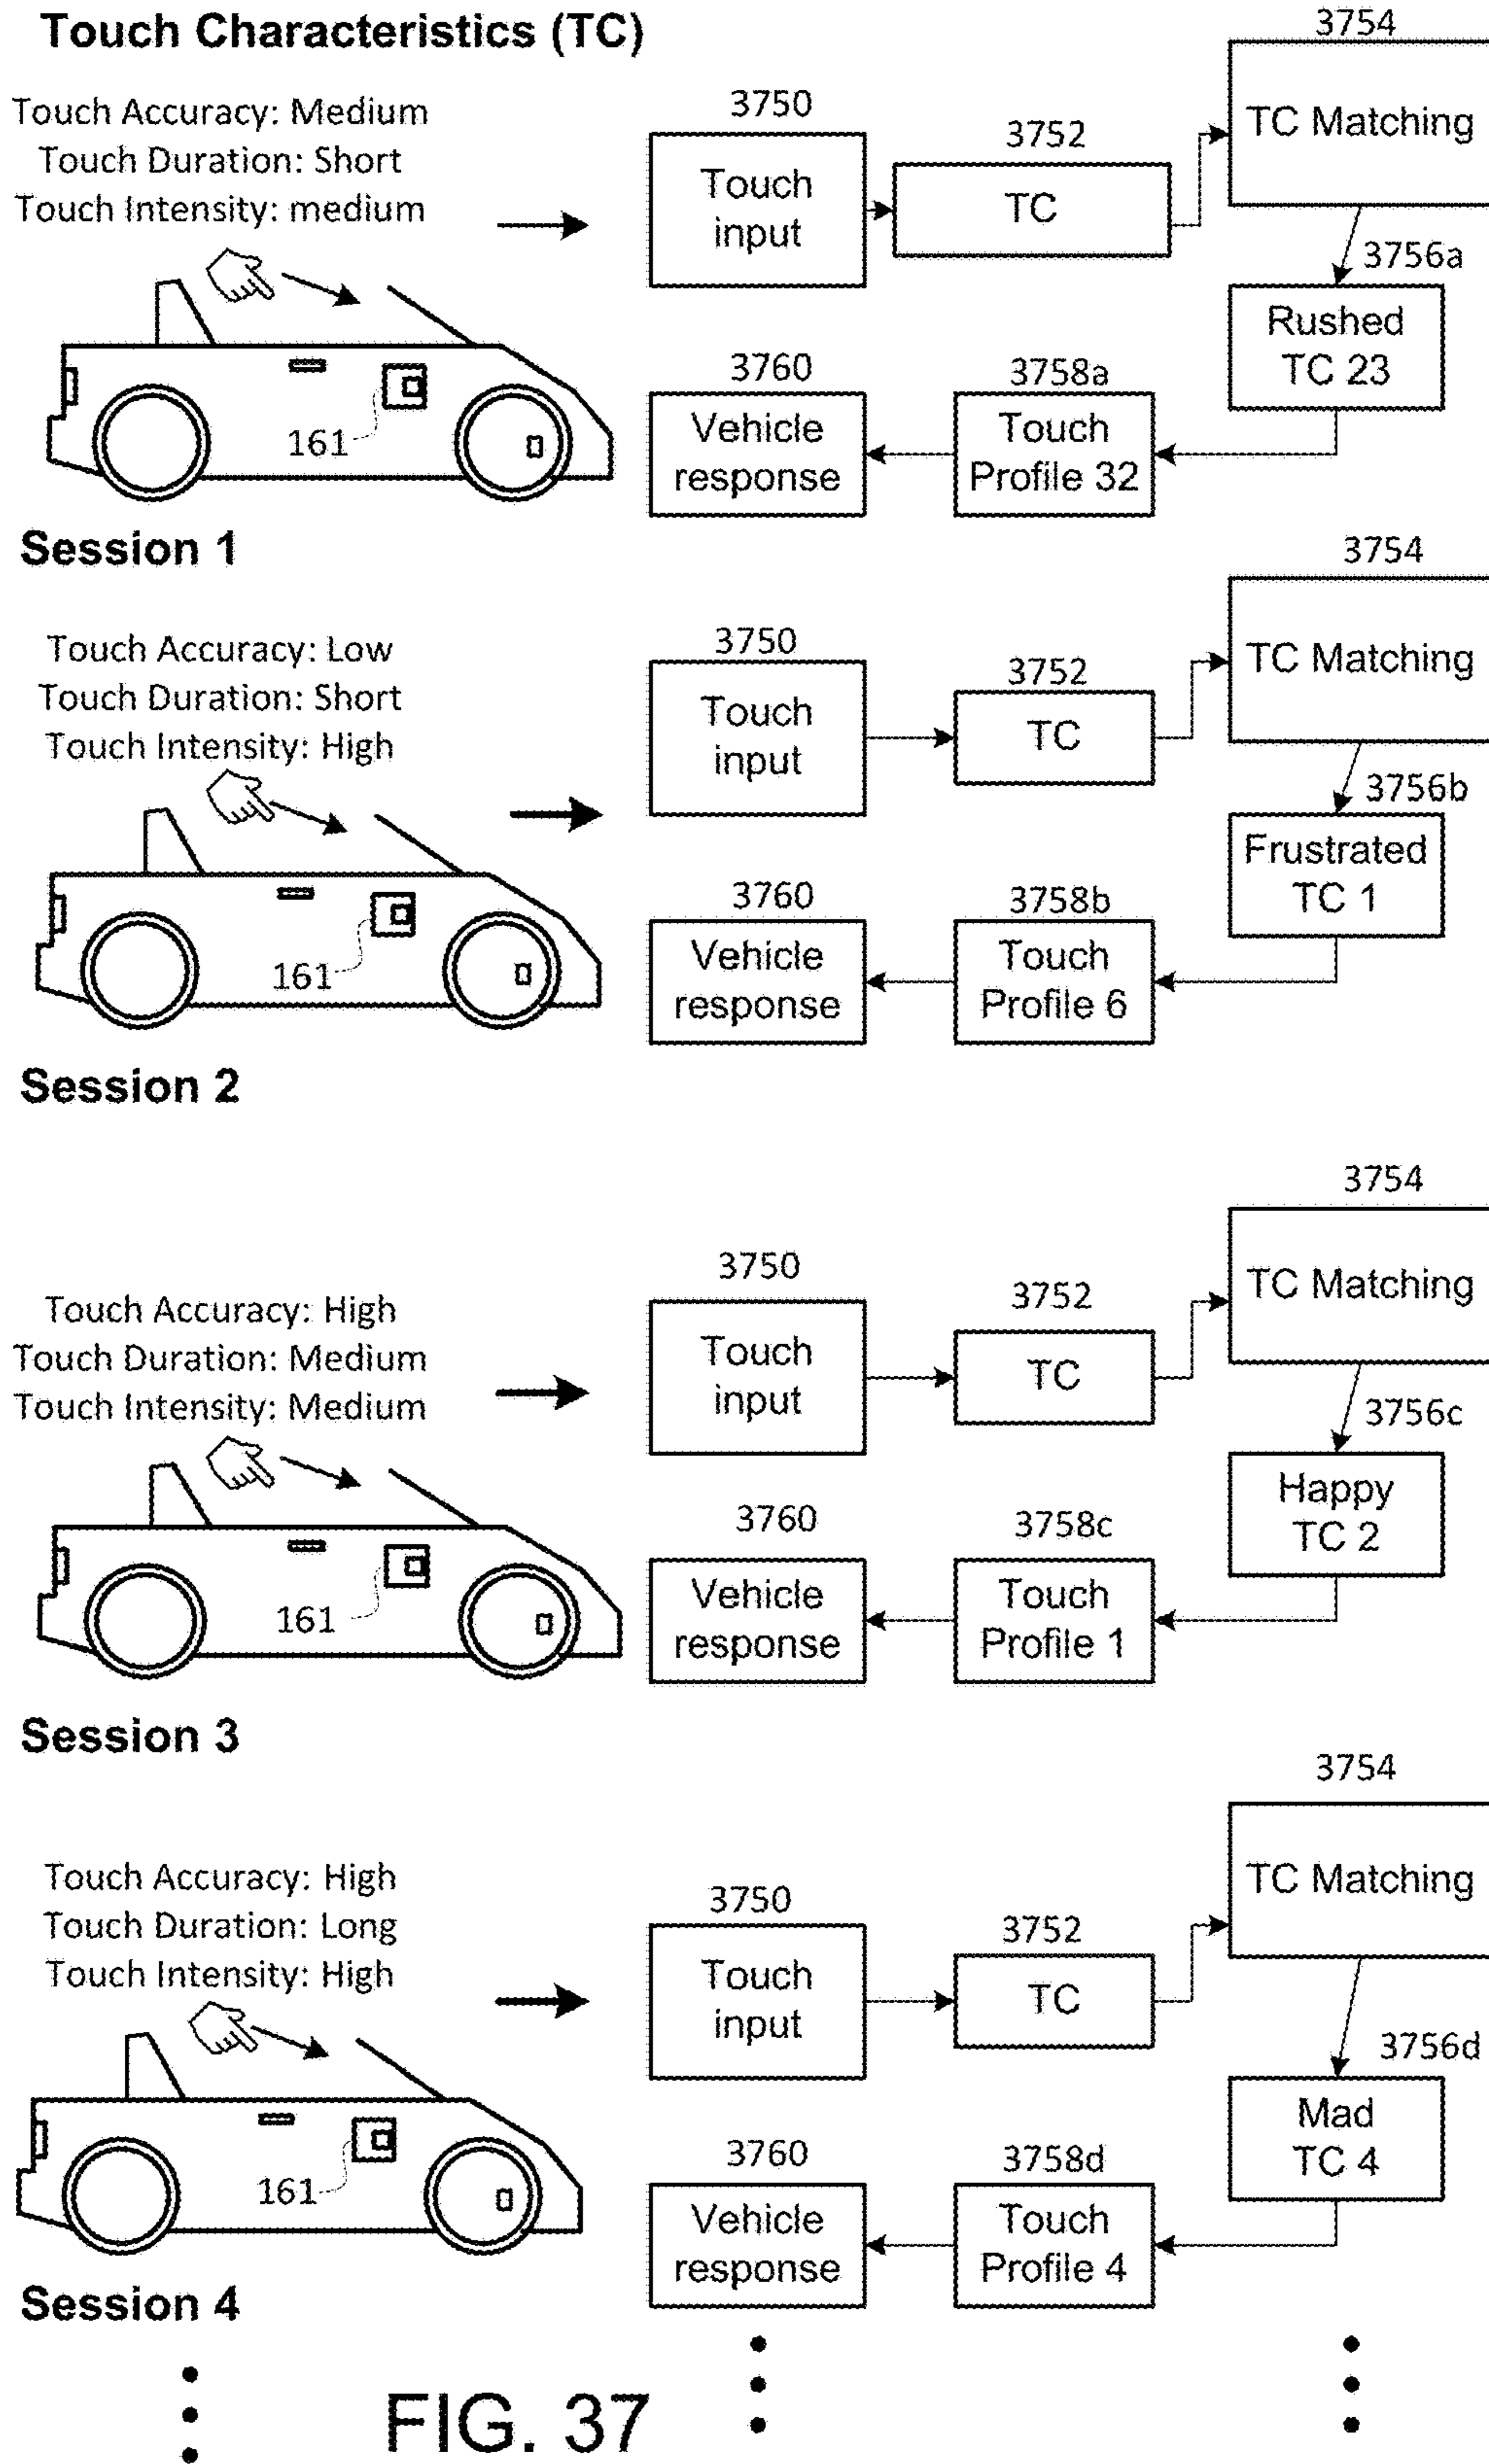 Touch Characteristics (TC)
Touch Accuracy: Medium
Touch Duration: Short
Touch Intensity: medium
3750
Touch
input
3752
TC
3754
TC Matching
3756a
Rushed
TC 23
3758a
Touch
Profile 32
3760
Vehicle
response
161
Session 1
Touch Accuracy: Low
Touch Duration: Short
Touch Intensity: High
3750
Touch
input
3752
TC
3754
TC Matching
3756b
Frustrated
TC 1
3758b
Touch
Profile 6
3760
Vehicle
response
161
Session 2
Touch Accuracy: High
Touch Duration: Medium
Touch Intensity: Medium
3750
Touch
input
3752
TC
3754
TC Matching
3756c
Happy
TC 2
3758c
Touch
Profile 1
3760
Vehicle
response
161
Session 3
Touch Accuracy: High
Touch Duration: Long
Touch Intensity: High
3750
Touch
input
3752
TC
3754
TC Matching
3756d
Mad
TC 4
3758d
Touch
Profile 4
3760
Vehicle
response
161
Session 4
FIG. 37